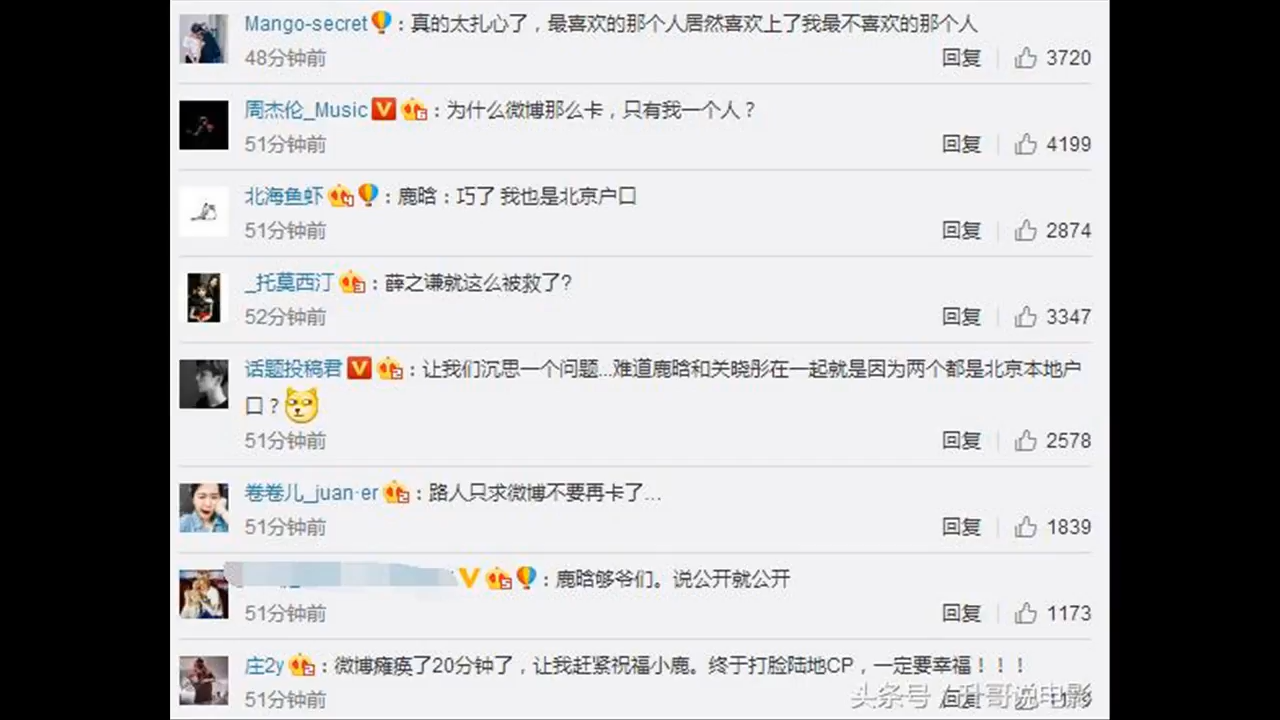 Mango-secret：真的太扎心了，最喜欢的那个人居然喜欢上了我最不喜欢的那个人
48分钟前 回复 3720
周杰伦_Music：为什么微博那么卡，只有我一个人？
51分钟前 回复 4199
北海鱼虾：鹿晗：巧了 我也是北京户口
51分钟前 回复 2874
_托莫西汀：薛之谦就这么被救了?
52分钟前 回复 3347
话题投稿君：让我们沉思一个问题...难道鹿晗和关晓彤在一起就是因为两个都是北京本地户
口？
51分钟前 回复 2578
卷卷儿_juan·er：路人只求微博不要再卡了...
51分钟前 回复 1839
：鹿晗够爷们。说公开就公开
51分钟前 回复 1173
庄2y：微博瘫痪了20分钟了，让我赶紧祝福小鹿。终于打脸陆地CP，一定要幸福！！！
51分钟前 回复
头条号 / 升哥说电影